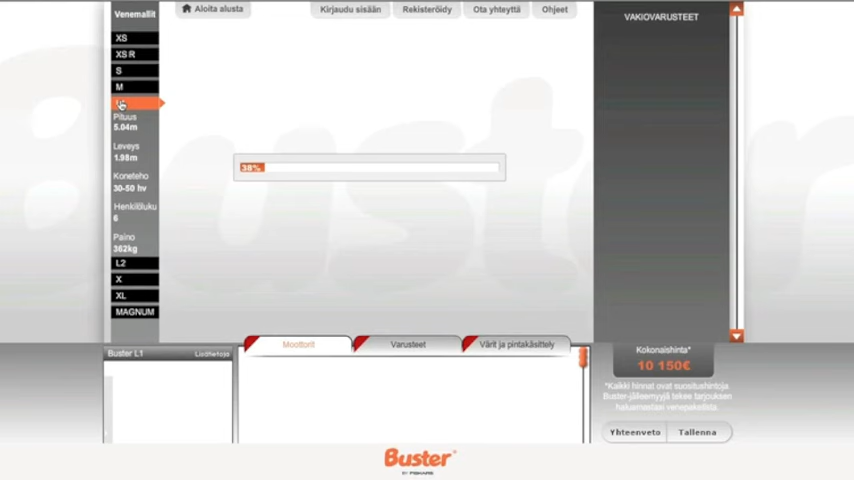 Venemallit
Aloita alusta
Kirjaudu sisään
Rekisteröidy
Ota yhteyttä
Ohjeet
VAKIOVARUSTEET
XS
XS R
S
M
Pituus
5.04m
Leveys
1.98m
Koneteho
30-50 hv
Henkilöluku
6
Paino
362kg
L2
X
XL
MAGNUM
38%
Moottorit
Varusteet
Värit ja pintakäsittely
Buster L1
Lisätietoja
Kokonaishinta*
10 150€
*Kaikki hinnat ovat suositushintoja.
Buster-jälleenmyyjä tekee tarjouksen
haluamastasi venepaketista.
Yhteenveto
Tallenna
Buster
BY FISKARS